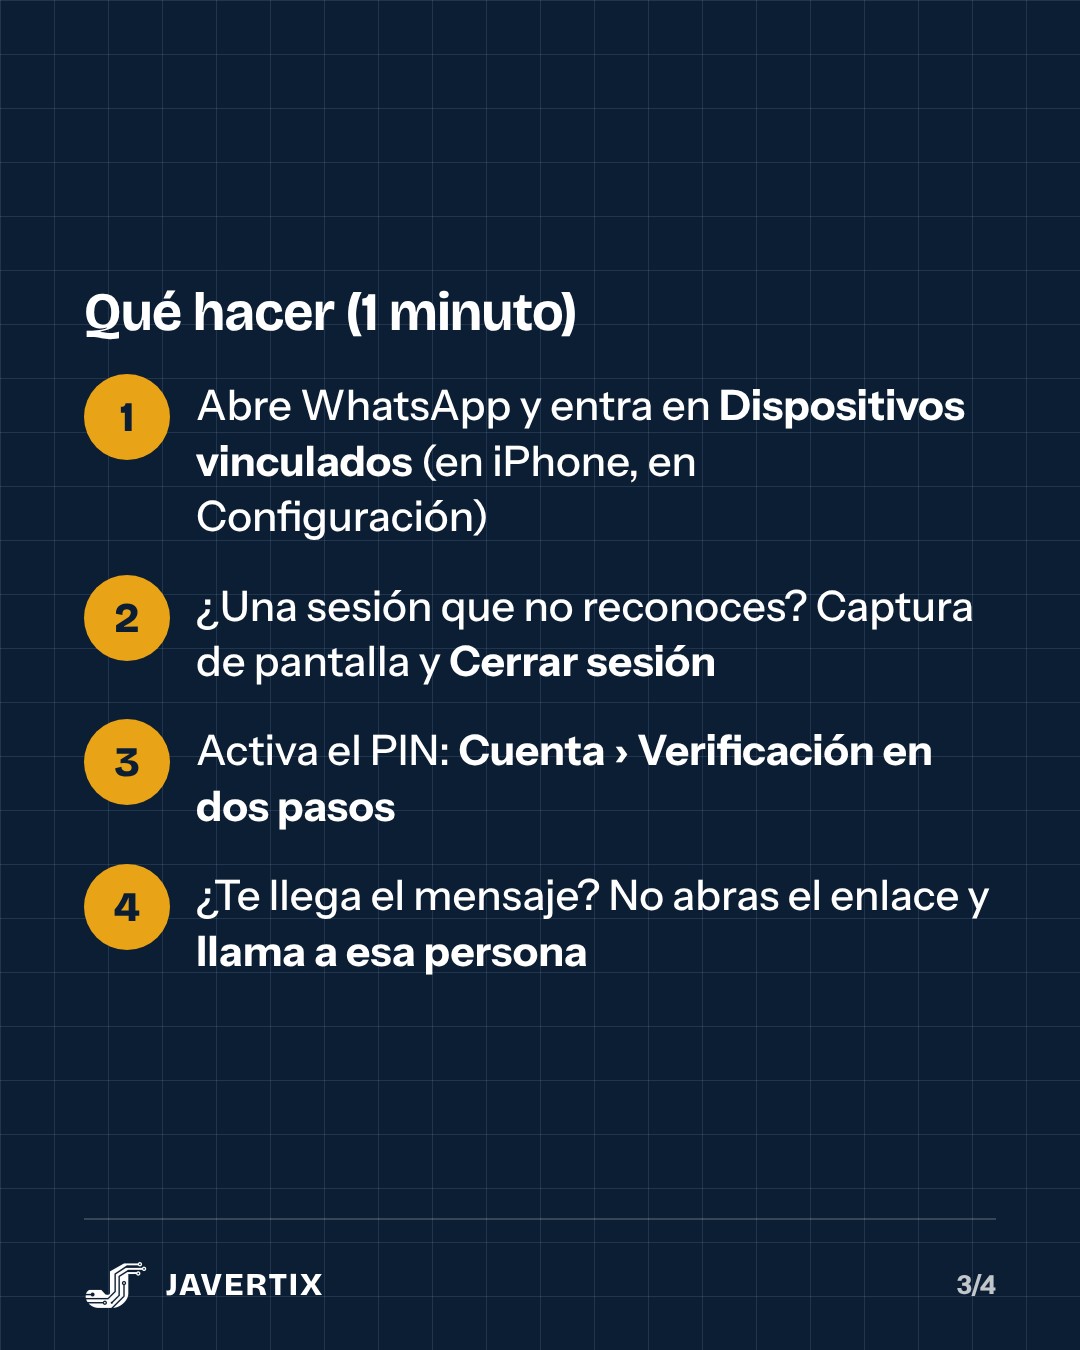 Qué hacer (1 minuto)
1
Abre WhatsApp y entra en Dispositivos
vinculados (en iPhone, en
Configuración)
2
¿Una sesión que no reconoces? Captura
de pantalla y Cerrar sesión
3
Activa el PIN: Cuenta › Verificación en
dos pasos
4
¿Te llega el mensaje? No abras el enlace y
llama a esa persona
JAVERTIX
3/4